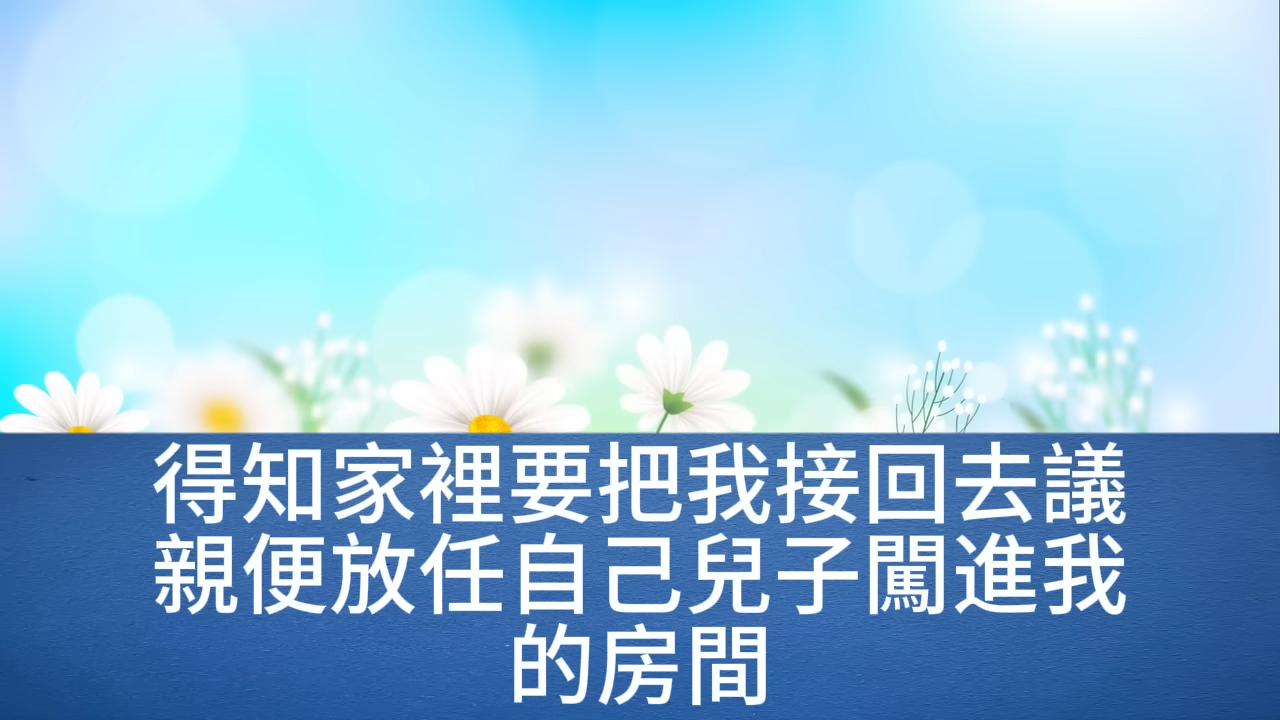 得知家裡要把我接回去議
親便放任自己兒子闖進我
的房間